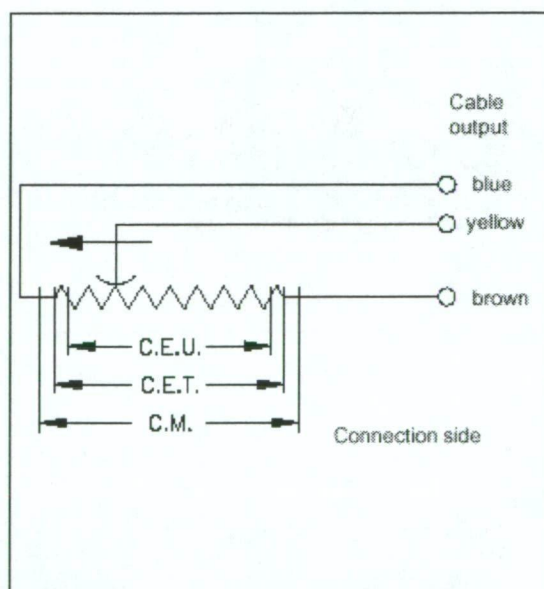 Cable
output
blue
yellow
brown
C.E.U.
C.E.T.
C.M.
Connection side